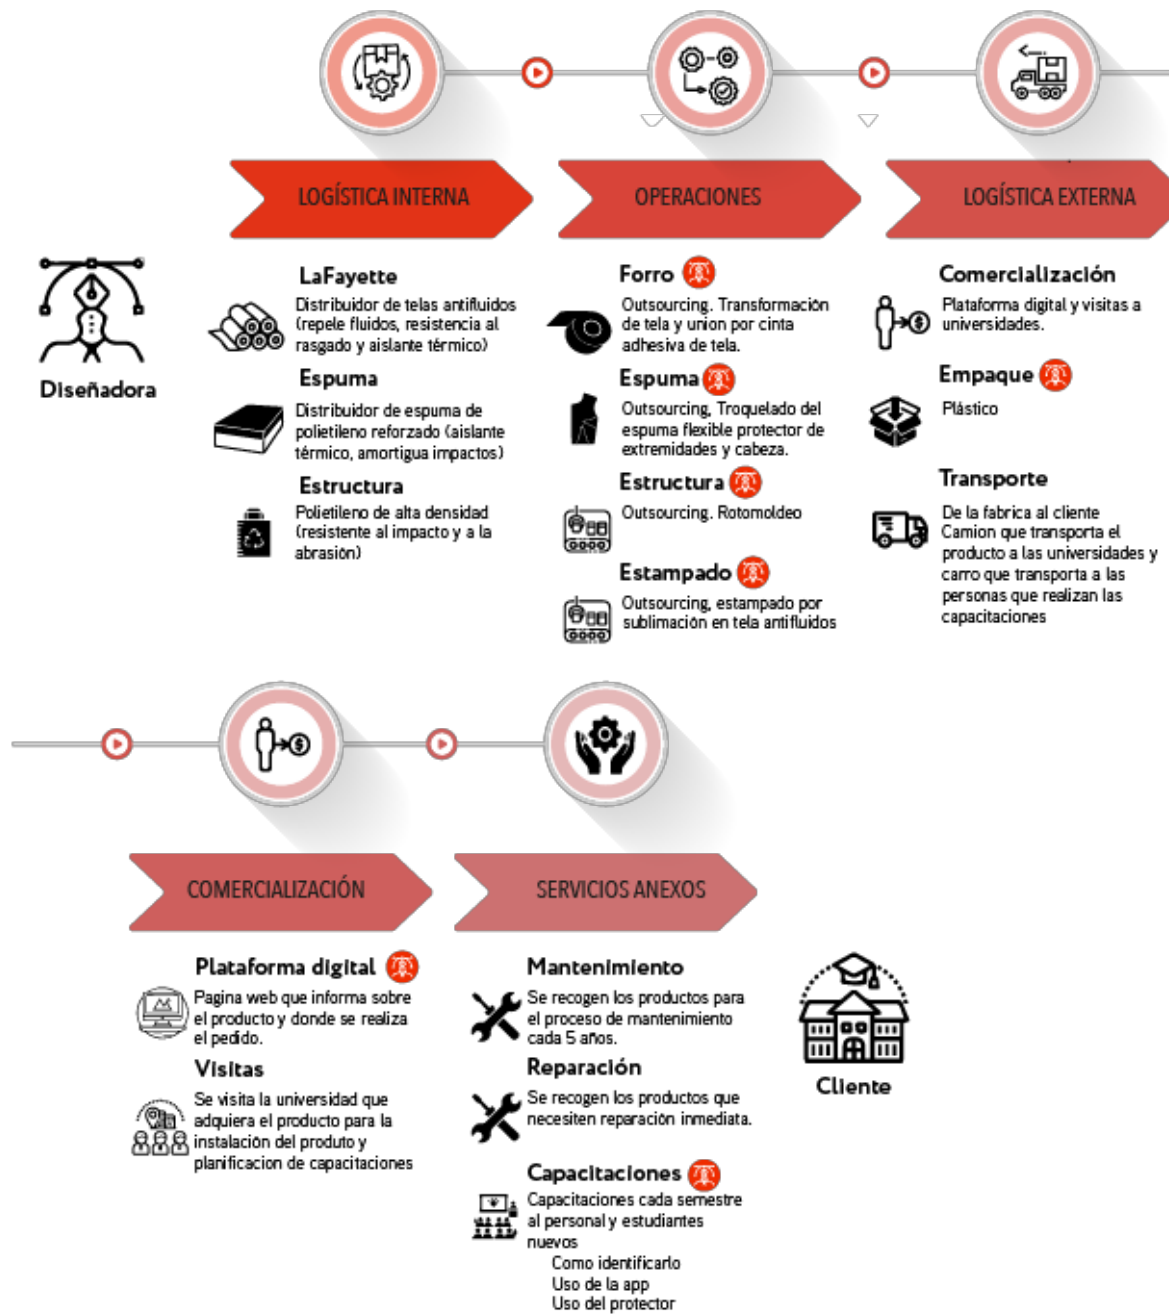 LOGÍSTICA INTERNA
OPERACIONES
LOGÍSTICA EXTERNA
Diseñadora
LaFayette
Distribuidor de telas antifluidos
(repele fluidos, resistencia al
rasgado y aislante térmico)
Espuma
Distribuidor de espuma de
polietileno reforzado (aislante
térmico, amortigua impactos)
Estructura
Polietileno de alta densidad
(resistente al impacto y a la
abrasión)
Forro
Outsourcing. Transformación
de tela y union por cinta
adhesiva de tela.
Espuma
Outsourcing, Troquelado del
espuma flexible protector de
extremidades y cabeza.
Estructura
Outsourcing. Rotomoldeo
Estampado
Outsourcing, estampado por
sublimación en tela antifluidos
Comercialización
Plataforma digital y visitas a
universidades.
Empaque
Plástico
Transporte
De la fabrica al cliente
Camion que transporta el
producto a las universidades y
carro que transporta a las
personas que realizan las
capacitaciones
COMERCIALIZACIÓN
SERVICIOS ANEXOS
Plataforma digital
Pagina web que informa sobre
el producto y donde se realiza
el pedido.
Visitas
Se visita la universidad que
adquiera el producto para la
instalación del produto y
planificacion de capacitaciones
Mantenimiento
Se recogen los productos para
el proceso de mantenimiento
cada 5 años.
Reparación
Se recogen los productos que
necesiten reparación inmediata.
Capacitaciones
Capacitaciones cada semestre
al personal y estudiantes
nuevos
Como identificarlo
Uso de la app
Uso del protector
Cliente